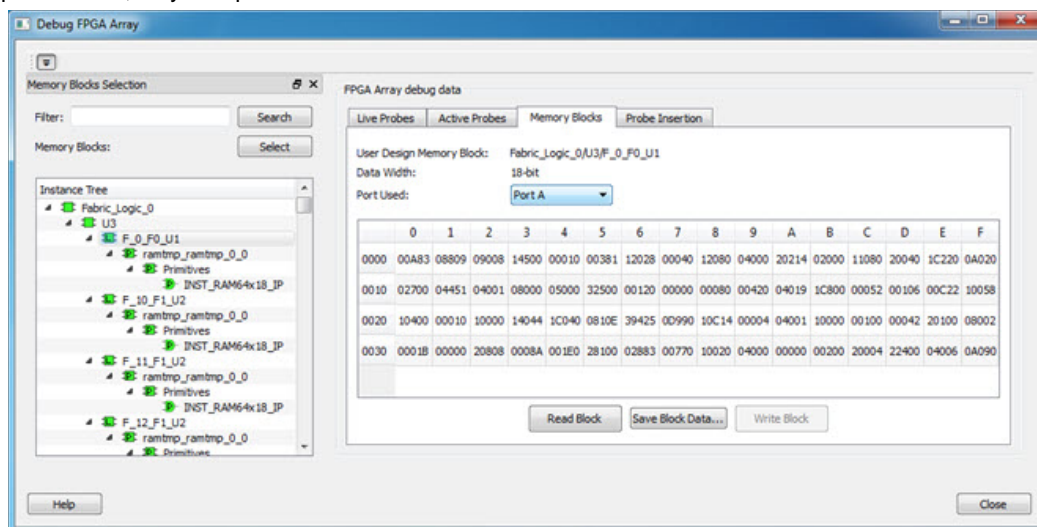 Debug FPGA Array
Memory Blocks Selection
Filter:
Search
Memory Blocks:
Select
Instance Tree
Fabric_Logic_0
U3
F_0_F0_U1
ramtmp_ramtmp_0_0
Primitives
INST_RAM64x18_IP
F_10_F1_U2
ramtmp_ramtmp_0_0
Primitives
INST_RAM64x18_IP
F_11_F1_U2
ramtmp_ramtmp_0_0
Primitives
INST_RAM64x18_IP
F_12_F1_U2
ramtmp_ramtmp_0_0
Primitives
FPGA Array debug data
Live Probes Active Probes Memory Blocks Probe Insertion
User Design Memory Block: Fabric_Logic_0/U3/F_0_F0_U1
Data Width: 18-bit
Port Used: Port A
0 1 2 3 4 5 6 7 8 9 A B C D E F
0000 00A83 08809 09008 14500 00010 00381 12028 00040 12080 04000 20214 02000 11080 20040 1C220 0A020
0010 02700 04451 04001 08000 05000 32500 00120 00000 00080 00420 04019 1C800 00052 00106 00C22 10058
0020 10400 00010 10000 14044 1C040 0810E 39425 0D990 10C14 00004 04001 10000 00100 00042 20100 08002
0030 0001B 00000 20808 0008A 001E0 28100 02883 00770 10020 04000 00000 00200 20004 22400 04006 0A090
Read Block Save Block Data... Write Block
Help Close